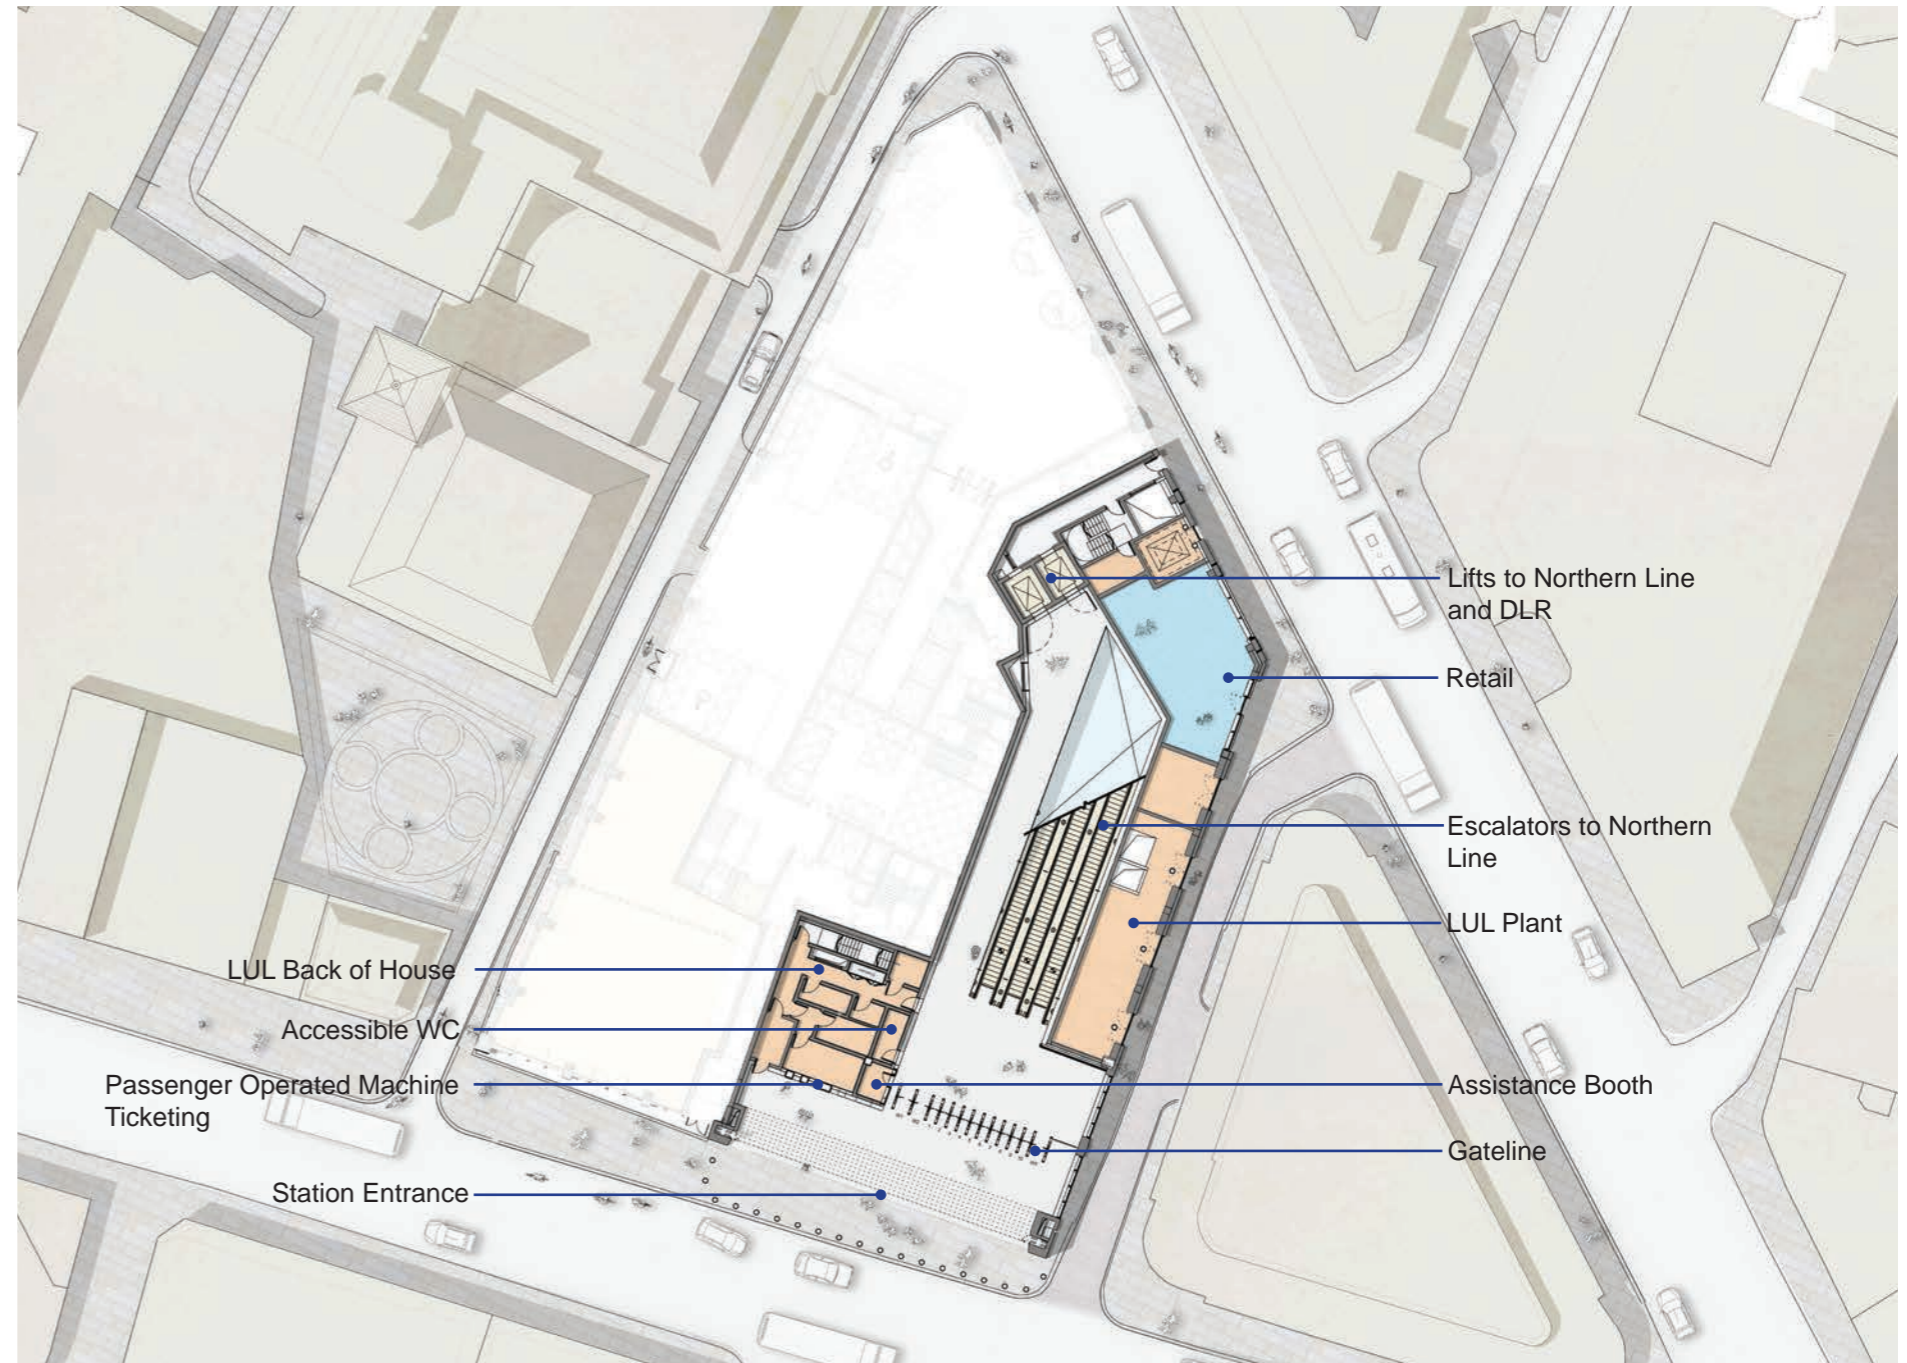 Lifts to Northern Line
and DLR
Retail
Escalators to Northern
Line
LUL Plant
LUL Back of House
Accessible WC
Passenger Operated Machine
Ticketing
Assistance Booth
Gateline
Station Entrance